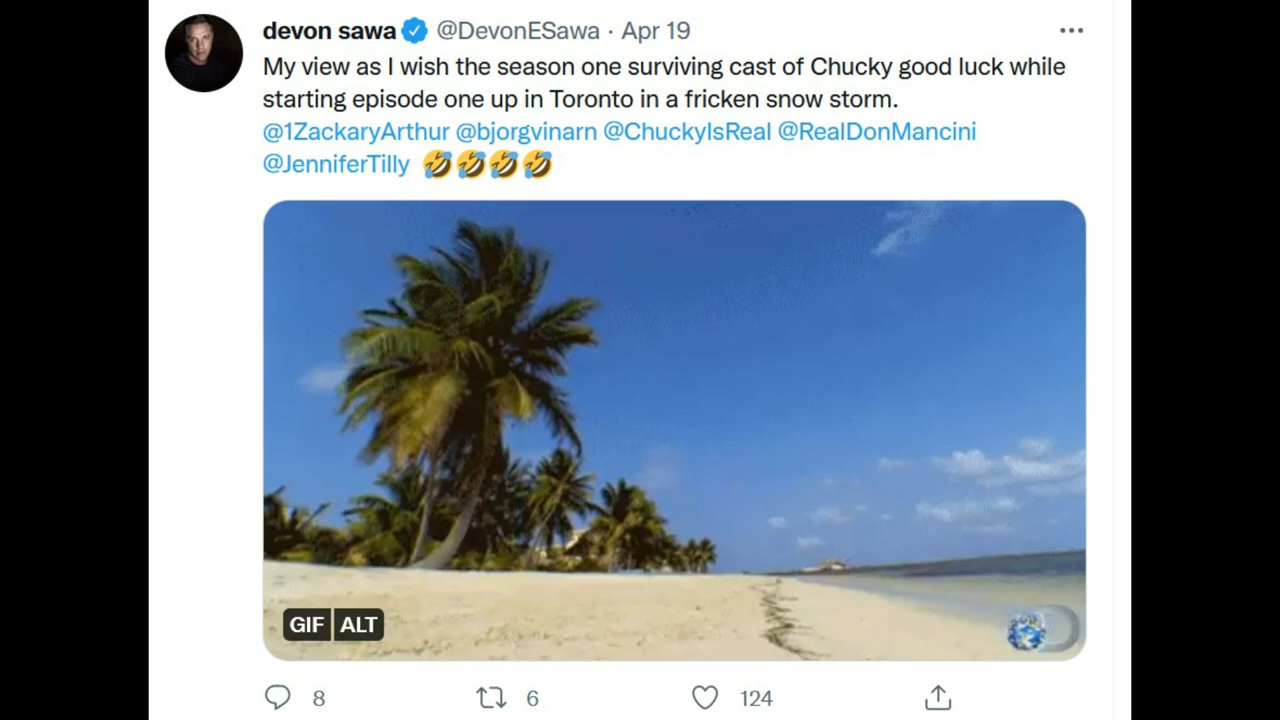 devon sawa @DevonESawa · Apr 19
My view as I wish the season one surviving cast of Chucky good luck while
starting episode one up in Toronto in a fricken snow storm.
@1ZackaryArthur @bjorgvinarn @ChuckyIsReal @RealDonMancini
@JenniferTilly 🤣🤣🤣🤣
GIF ALT
8 6 124